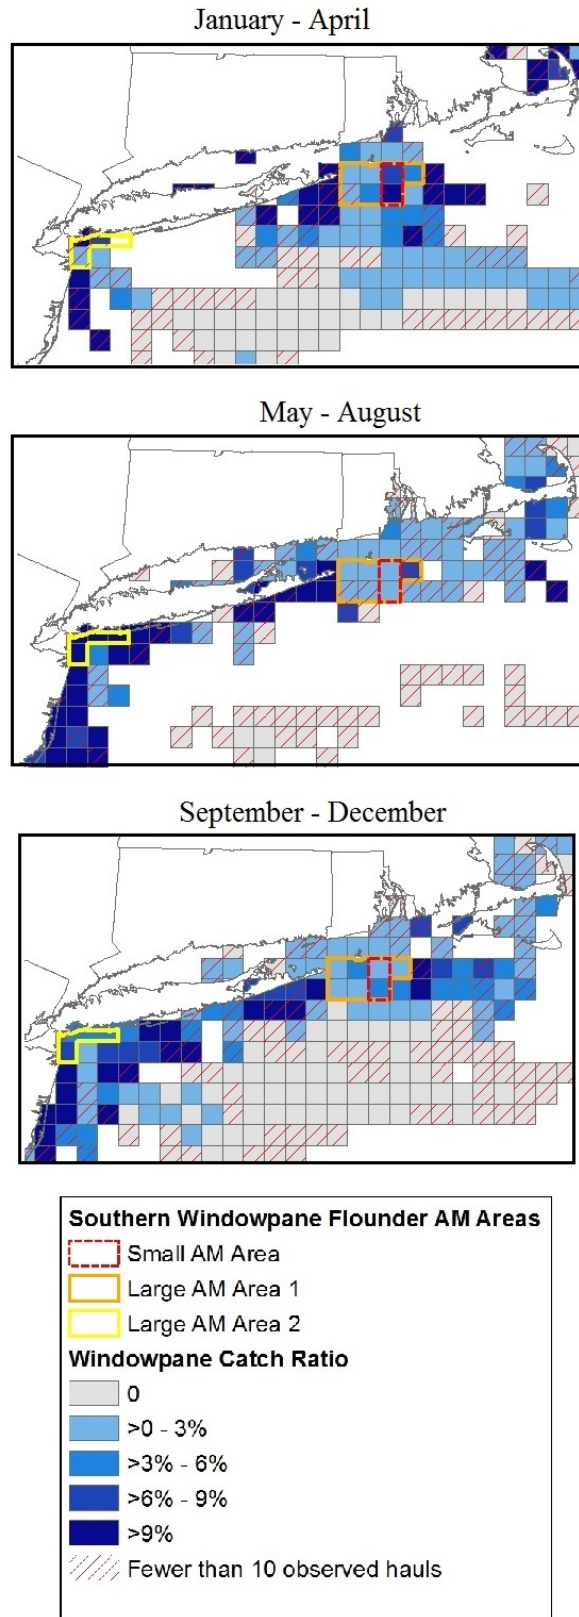 January - April
May - August
September - December
Southern Windowpane Flounder AM Areas
Small AM Area
Large AM Area 1
Large AM Area 2
Windowpane Catch Ratio
0
>0 - 3%
>3% - 6%
>6% - 9%
>9%
Fewer than 10 observed hauls